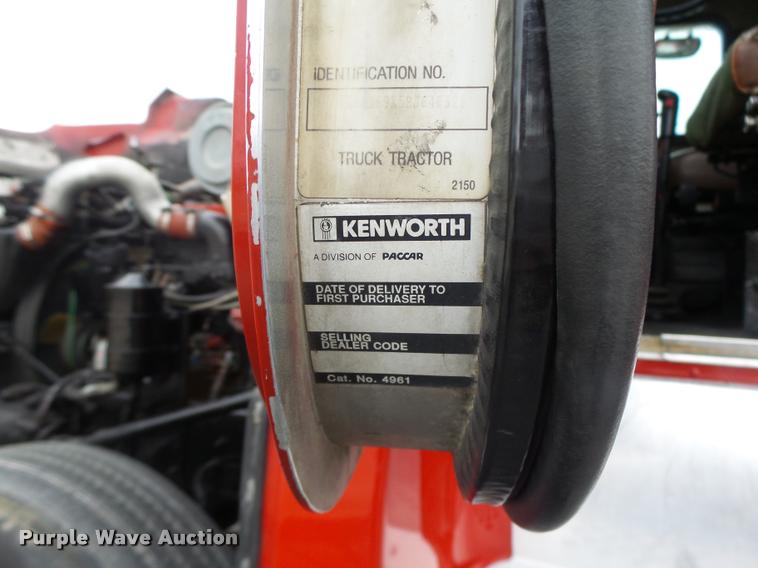 IDENTIFICATION NO.
TRUCK TRACTOR
2150
KENWORTH
A DIVISION OF PACCAR
DATE OF DELIVERY TO
FIRST PURCHASER
SELLING
DEALER CODE
Cat. No. 4961
Purple Wave Auction